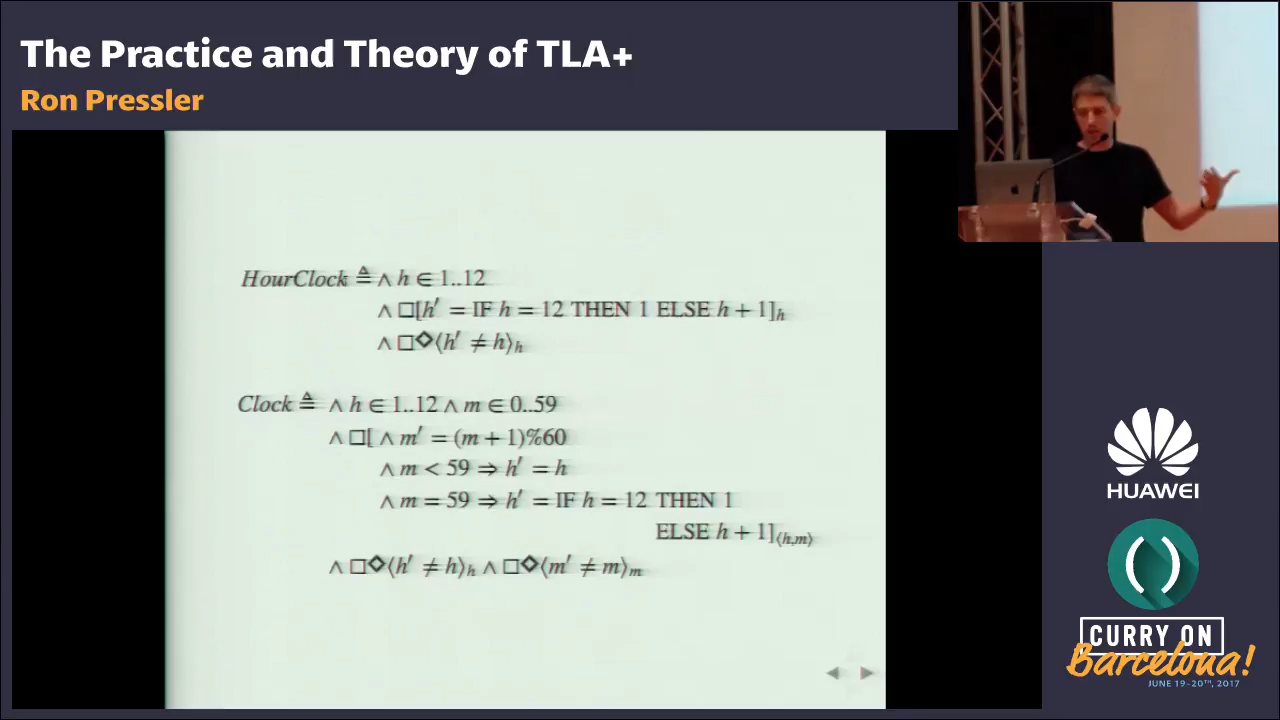 The Practice and Theory of TLA+
Ron Pressler
HourClock ≜ ∧ h ∈ 1..12
∧ □[h′ = IF h = 12 THEN 1 ELSE h + 1]_h
∧ □◇⟨h′ ≠ h⟩_h
Clock ≜ ∧ h ∈ 1..12 ∧ m ∈ 0..59
∧ □[ ∧ m′ = (m + 1)%60
∧ m < 59 ⇒ h′ = h
∧ m = 59 ⇒ h′ = IF h = 12 THEN 1
ELSE h + 1]_⟨h,m⟩
∧ □◇⟨h′ ≠ h⟩_h ∧ □◇⟨m′ ≠ m⟩_m
HUAWEI
CURRY ON
Barcelona!
JUNE 19-20TH, 2017